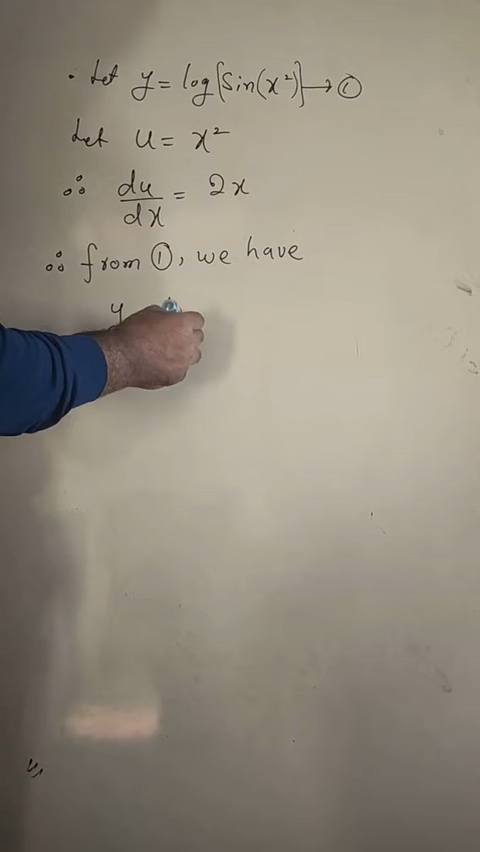 • Let y = log[Sin(x²)] → ①
Let u = x²
∴ du/dx = 2x
∴ from ①, we have
y